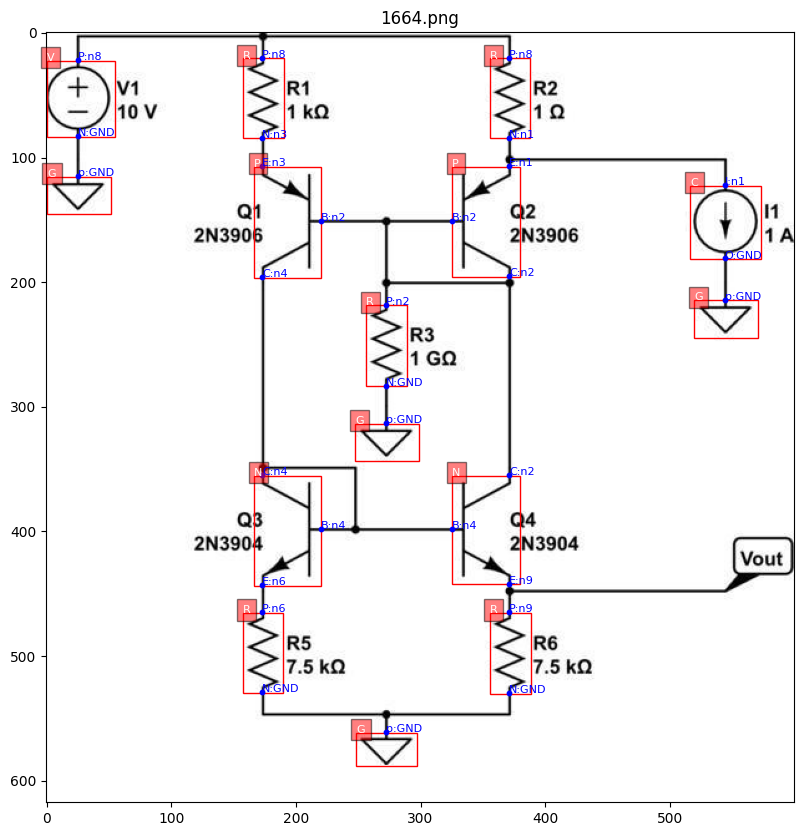 1664.png
0
V P:n8
R P:n8
R P:n8
V1
10 V
R1
1 kΩ
R2
1 Ω
N:GND
N:n3
N:n1
100
P E:n3
P E:n1
G p:GND
C I:n1
Q1
2N3906
B:n2
B:n2
Q2
2N3906
I1
1 A
O:GND
200
C:n4
C:n2
R P:n2
G p:GND
R3
1 GΩ
300
N:GND
G p:GND
N C:n4
N C:n2
400
Q3
2N3904
B:n4
B:n4
Q4
2N3904
Vout
E:n6
E:n9
R P:n6
R P:n9
500
R5
7.5 kΩ
R6
7.5 kΩ
N:GND
N:GND
G p:GND
600
0 100 200 300 400 500